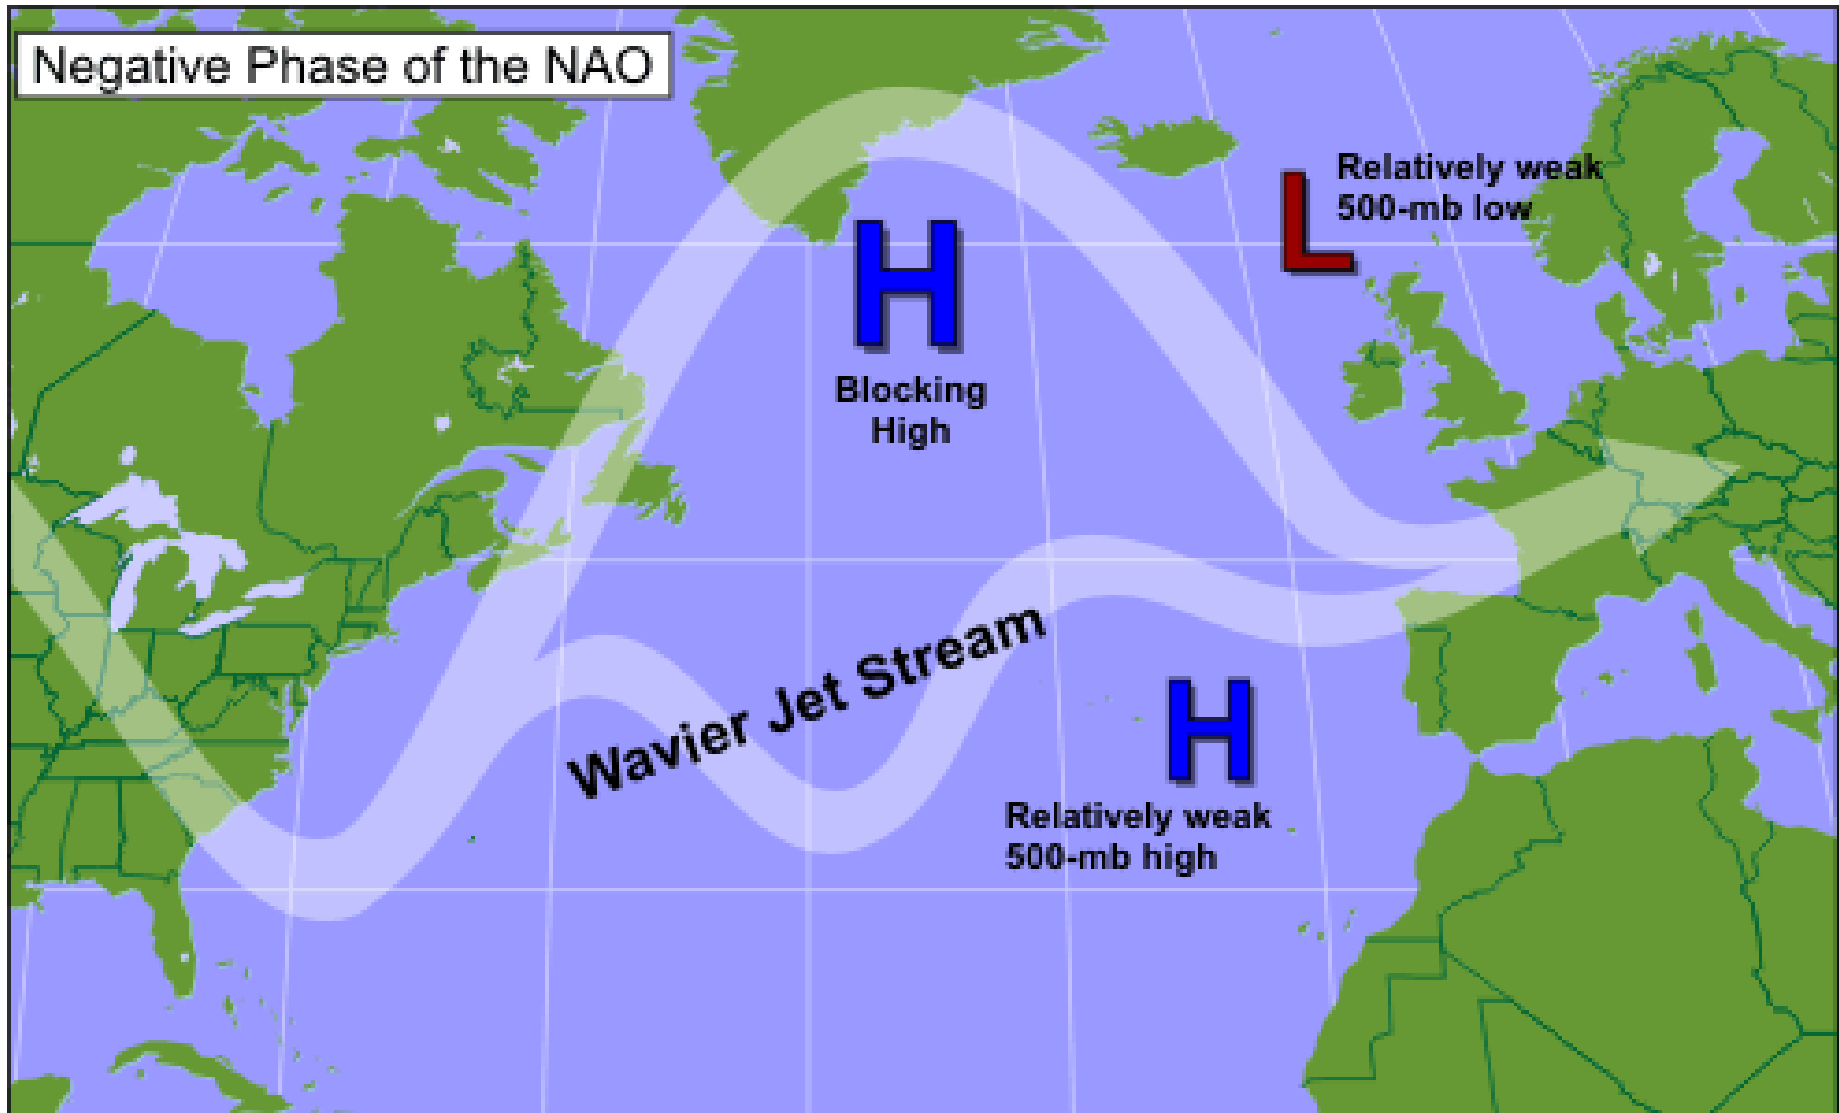 Negative Phase of the NAO
Relatively weak
500-mb low
L
H
Blocking
High
Wavier Jet Stream
H
Relatively weak
500-mb high